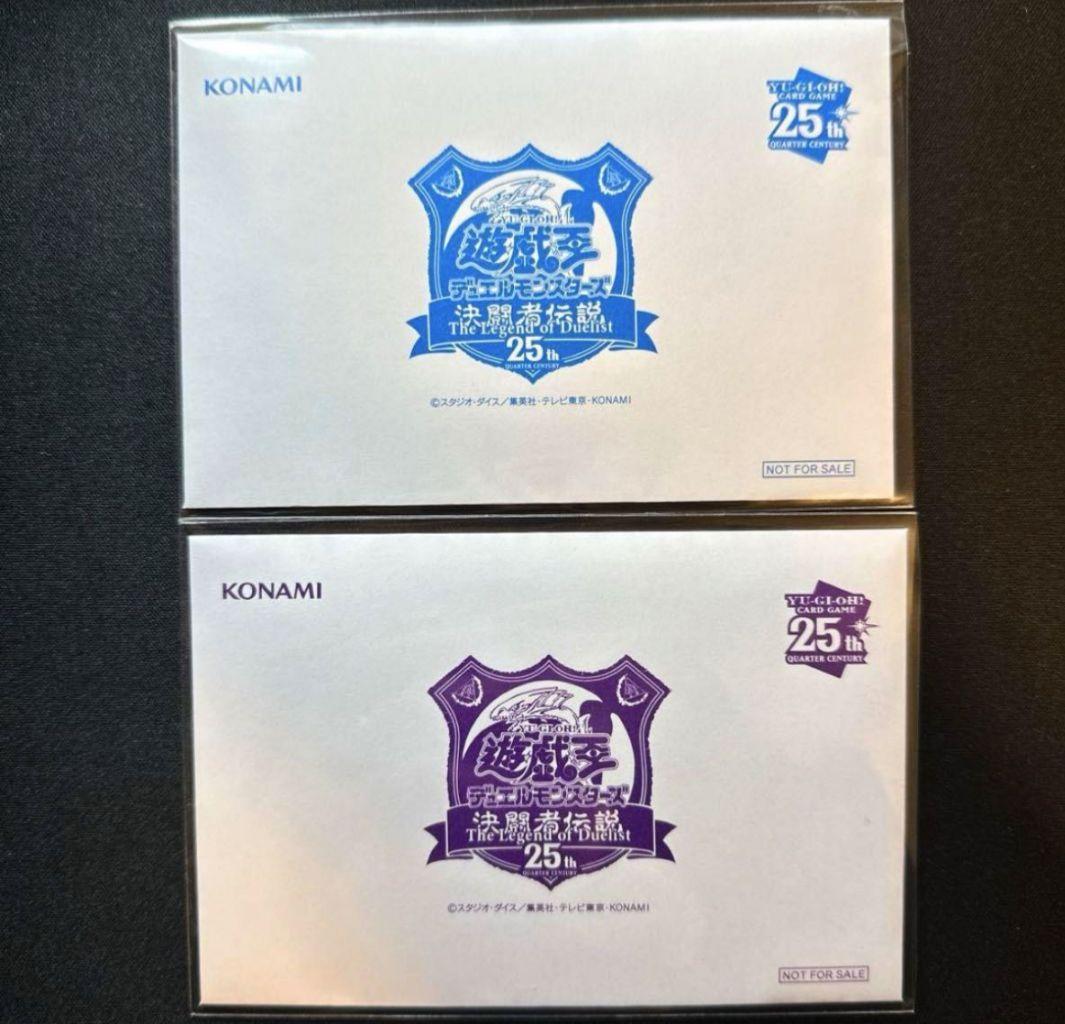 KONAMI
YU-GI-OH!
CARD GAME
25th
QUARTER CENTURY
YU-GI-OH!
遊戯王
デュエルモンスターズ
決闘者伝説
The Legend of Duelist
25th
QUARTER CENTURY
©スタジオ・ダイス／集英社・テレビ東京・KONAMI
NOT FOR SALE
KONAMI
YU-GI-OH!
CARD GAME
25th
QUARTER CENTURY
YU-GI-OH!
遊戯王
デュエルモンスターズ
決闘者伝説
The Legend of Duelist
25th
QUARTER CENTURY
©スタジオ・ダイス／集英社・テレビ東京・KONAMI
NOT FOR SALE